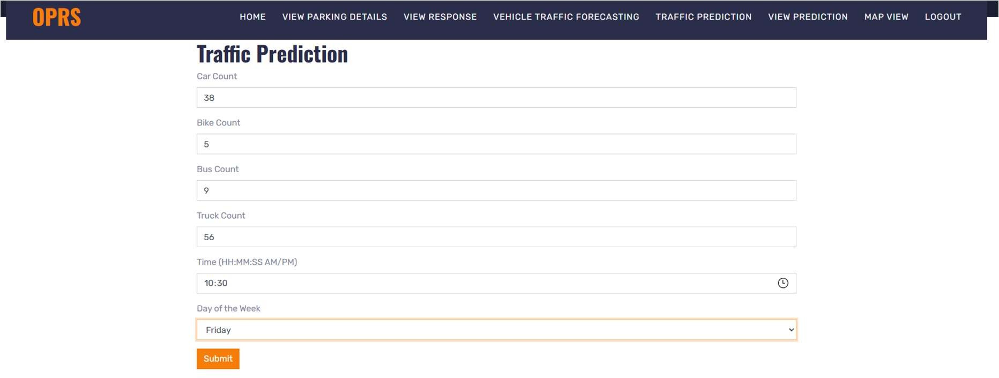 OPRS HOME VIEW PARKING DETAILS VIEW RESPONSE VEHICLE TRAFFIC FORECASTING TRAFFIC PREDICTION VIEW PREDICTION MAP VIEW LOGOUT
Traffic Prediction
Car Count
38
Bike Count
5
Bus Count
9
Truck Count
56
Time (HH:MM:SS AM/PM)
10:30
Day of the Week
Friday
Submit